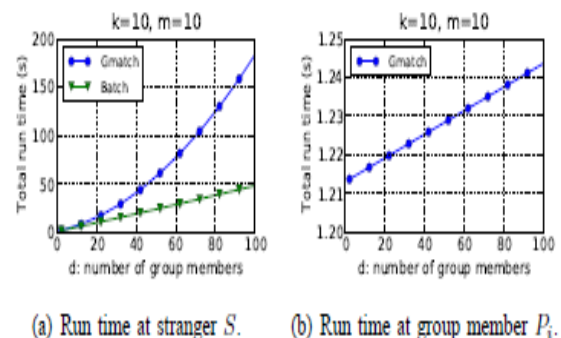 k=10, m=10
Total run time (s)
200
150
100
50
0
Gmatch
Batch
0 20 40 60 80 100
d: number of group members
(a) Run time at stranger S.
k=10, m=10
Total run time (s)
1.25
1.24
1.23
1.22
1.21
1.20
Gmatch
0 20 40 60 80 100
d: number of group members
(b) Run time at group member Pi.